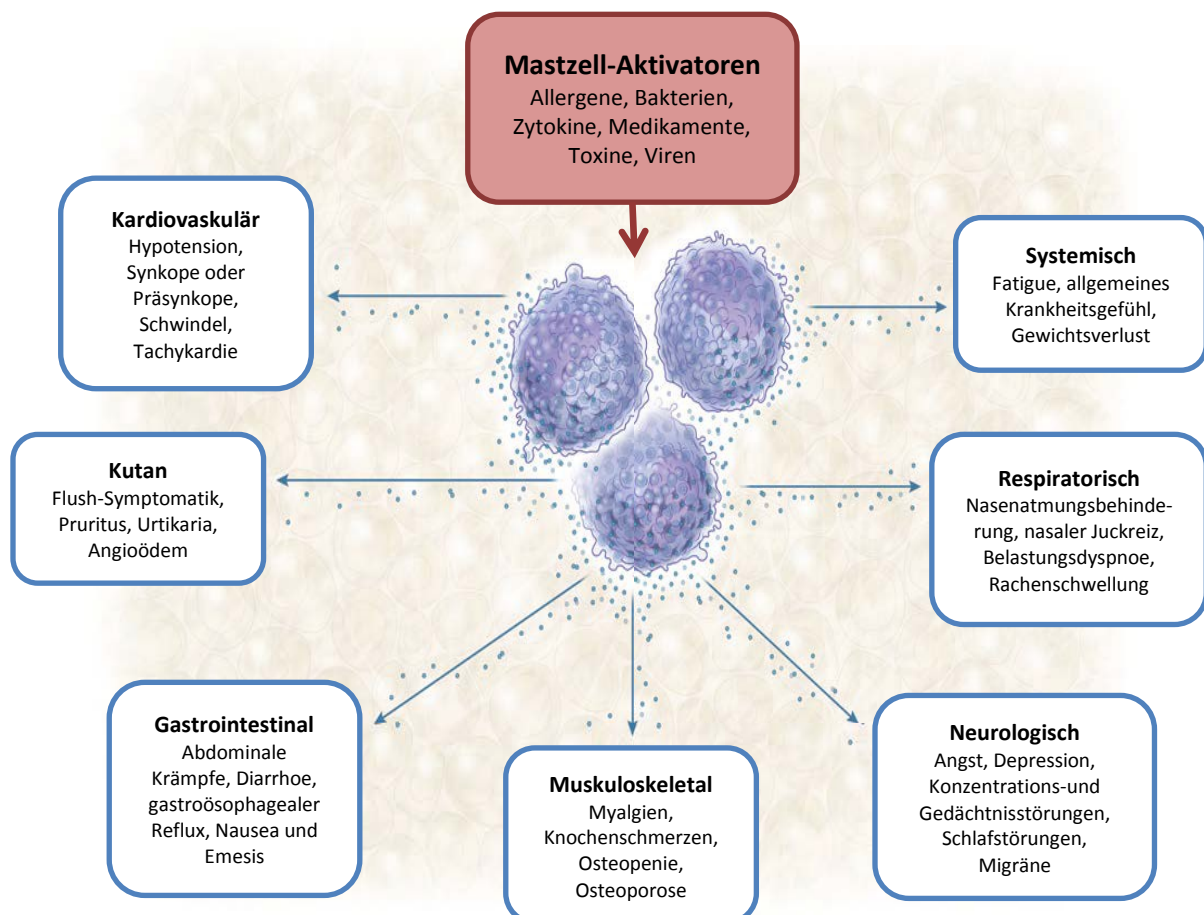 Mastzell-Aktivatoren
Allergene, Bakterien,
Zytokine, Medikamente,
Toxine, Viren
Kardiovaskulär
Hypotension,
Synkope oder
Präsynkope,
Schwindel,
Tachykardie
Systemisch
Fatigue, allgemeines
Krankheitsgefühl,
Gewichtsverlust
Kutan
Flush-Symptomatik,
Pruritus, Urtikaria,
Angioödem
Respiratorisch
Nasenatmungsbehinde-
rung, nasaler Juckreiz,
Belastungsdyspnoe,
Rachenschwellung
Gastrointestinal
Abdominale
Krämpfe, Diarrhoe,
gastroösophagealer
Reflux, Nausea und
Emesis
Muskuloskeletal
Myalgien,
Knochenschmerzen,
Osteopenie,
Osteoporose
Neurologisch
Angst, Depression,
Konzentrations-und
Gedächtnisstörungen,
Schlafstörungen,
Migräne